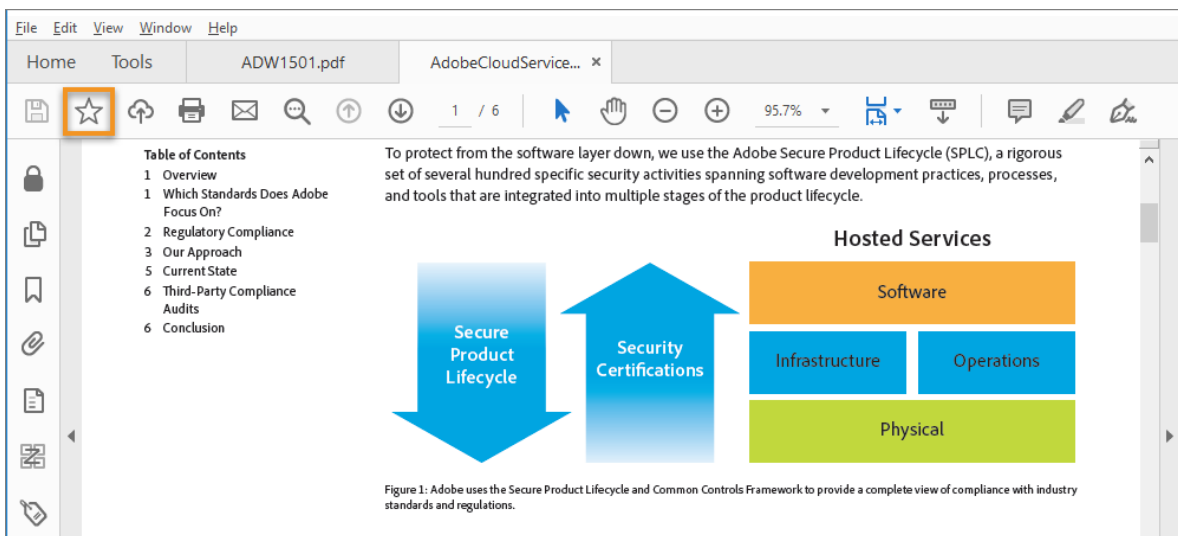 File Edit View Window Help
Home Tools ADW1501.pdf AdobeCloudService... ×
1 / 6 95.7%
Table of Contents
1 Overview
1 Which Standards Does Adobe
Focus On?
2 Regulatory Compliance
3 Our Approach
5 Current State
6 Third-Party Compliance
Audits
6 Conclusion
To protect from the software layer down, we use the Adobe Secure Product Lifecycle (SPLC), a rigorous
set of several hundred specific security activities spanning software development practices, processes,
and tools that are integrated into multiple stages of the product lifecycle.
Secure
Product
Lifecycle
Security
Certifications
Hosted Services
Software
Infrastructure Operations
Physical
Figure 1: Adobe uses the Secure Product Lifecycle and Common Controls Framework to provide a complete view of compliance with industry
standards and regulations.